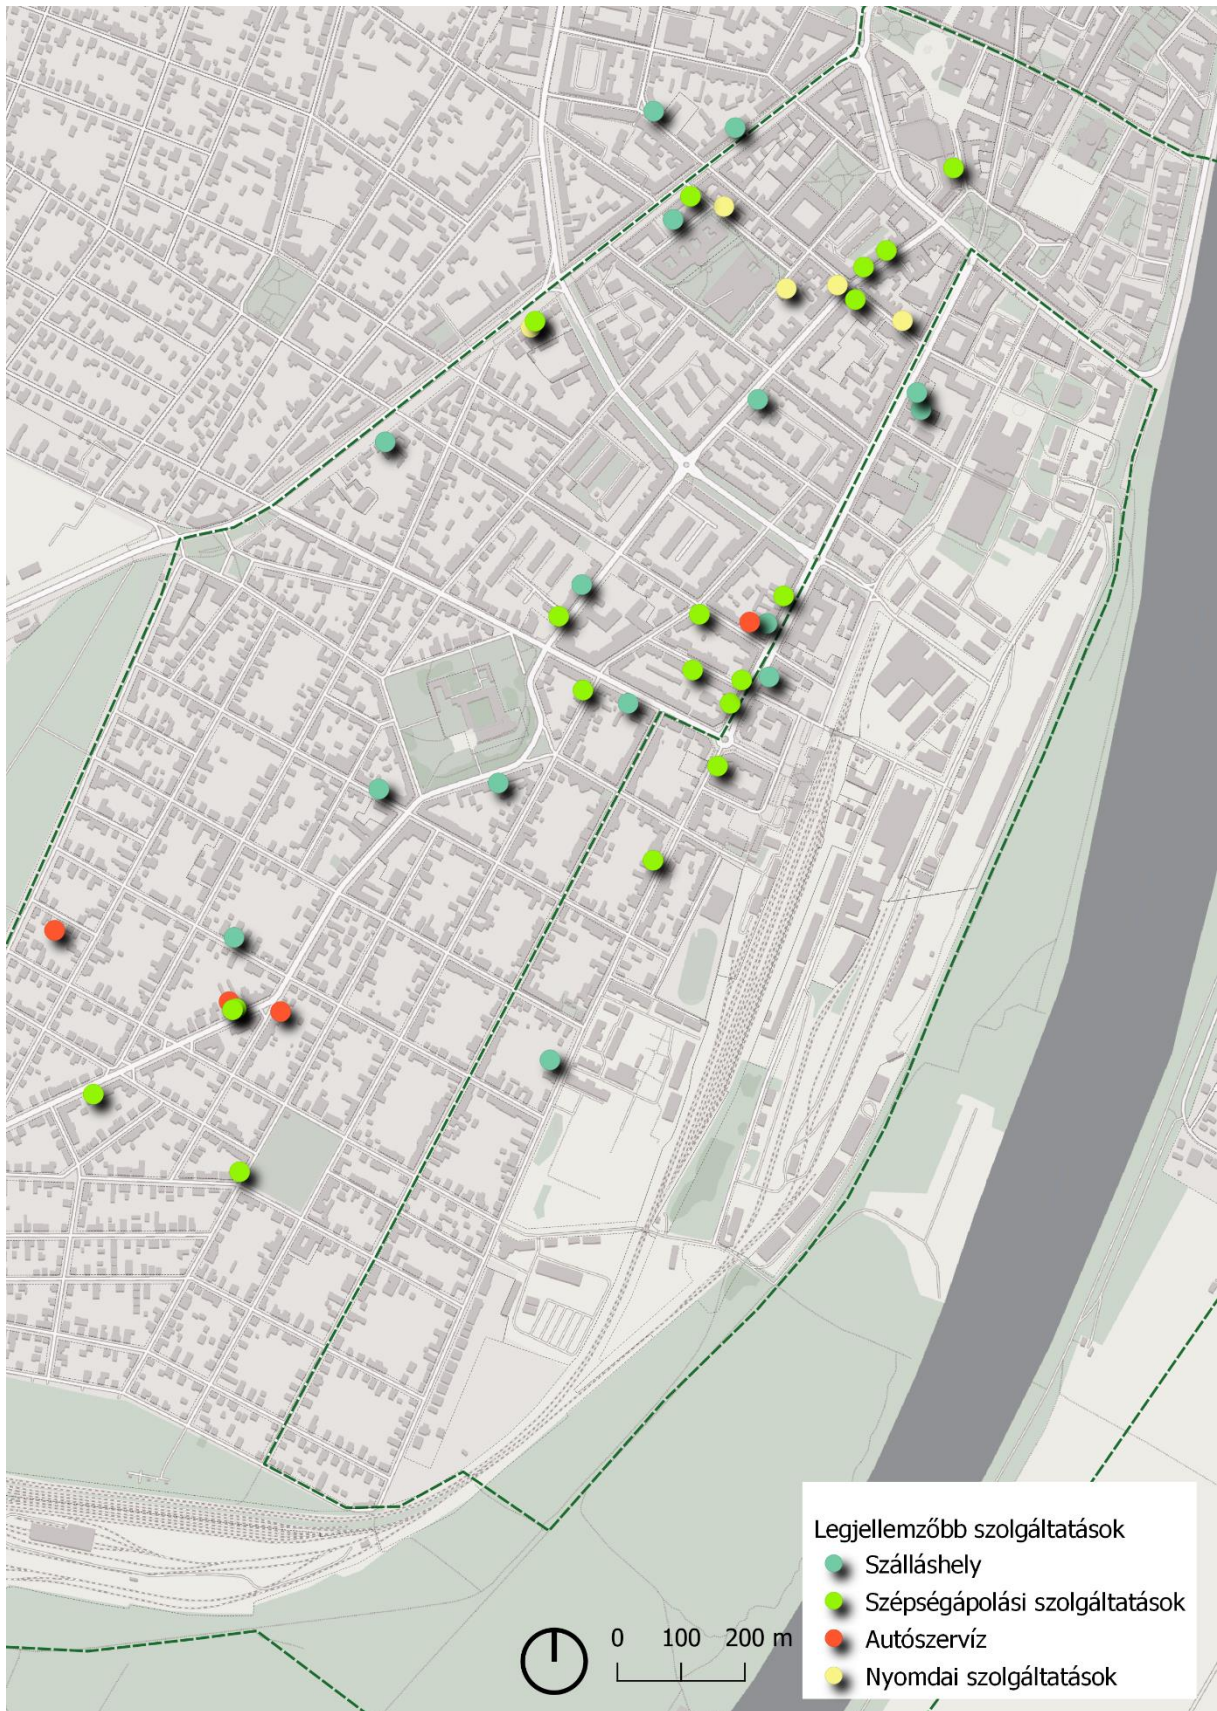 Legjellemzőbb szolgáltatások
Szálláshely
Szépségápolási szolgáltatások
Autószervíz
Nyomdai szolgáltatások
0 100 200 m